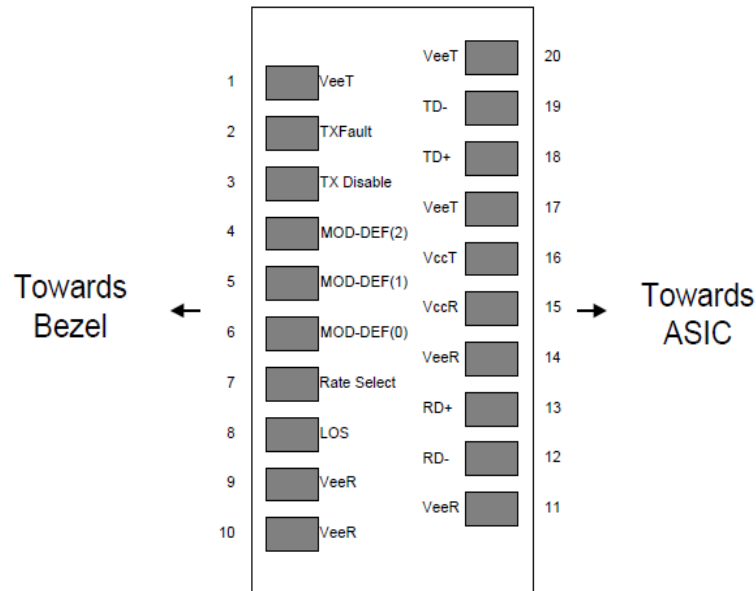 VeeT 20
1 VeeT
TD- 19
2 TXFault
TD+ 18
3 TX Disable
VeeT 17
4 MOD-DEF(2)
VccT 16
5 MOD-DEF(1)
Towards
Bezel
VccR 15
Towards
ASIC
6 MOD-DEF(0)
VeeR 14
7 Rate Select
RD+ 13
8 LOS
RD- 12
9 VeeR
VeeR 11
10 VeeR